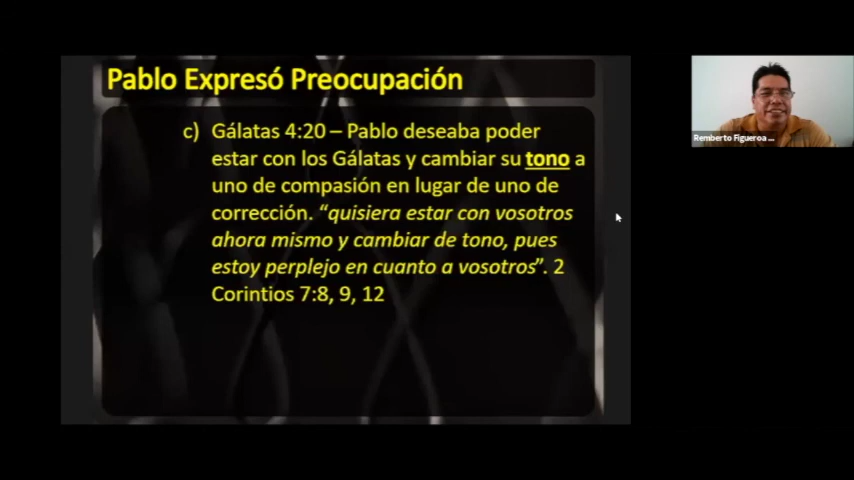 Pablo Expresó Preocupación
c) Gálatas 4:20 – Pablo deseaba poder
estar con los Gálatas y cambiar su tono a
uno de compasión en lugar de uno de
corrección. “quisiera estar con vosotros
ahora mismo y cambiar de tono, pues
estoy perplejo en cuanto a vosotros”. 2
Corintios 7:8, 9, 12
Remberto Figueroa ...